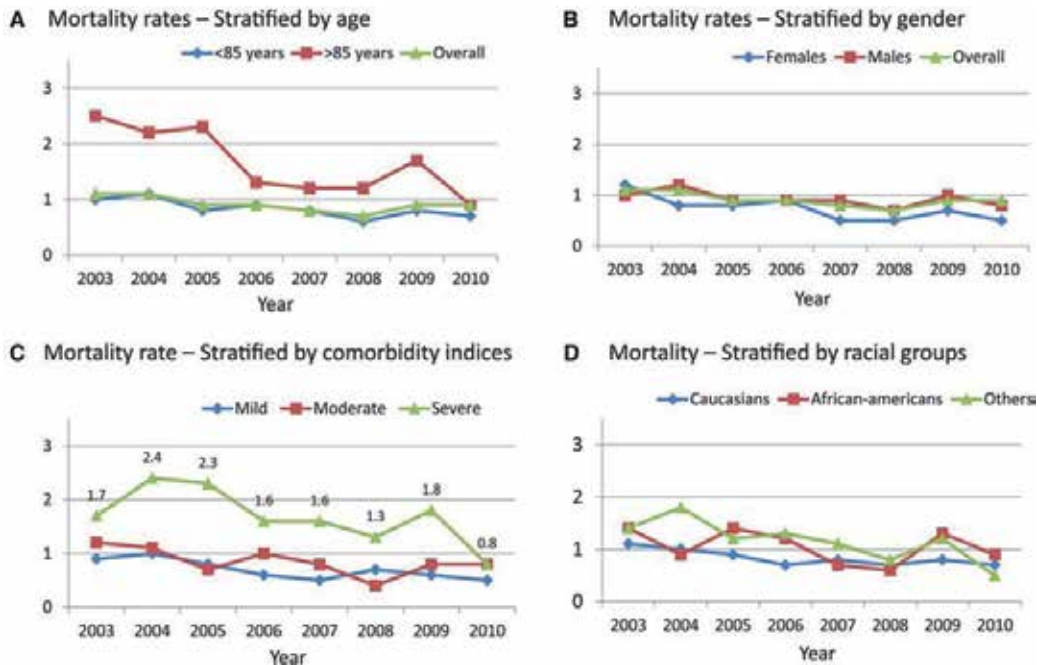 A Mortality rates – Stratified by age
<85 years >85 years Overall
3
2
1
0
2003 2004 2005 2006 2007 2008 2009 2010
Year
B Mortality rates – Stratified by gender
Females Males Overall
3
2
1
0
2003 2004 2005 2006 2007 2008 2009 2010
Year
C Mortality rate – Stratified by comorbidity indices
Mild Moderate Severe
3
2
1
0
1.7 2.4 2.3 1.6 1.6 1.3 1.8 0.8
2003 2004 2005 2006 2007 2008 2009 2010
Year
D Mortality – Stratified by racial groups
Caucasians African-americans Others
3
2
1
0
2003 2004 2005 2006 2007 2008 2009 2010
Year